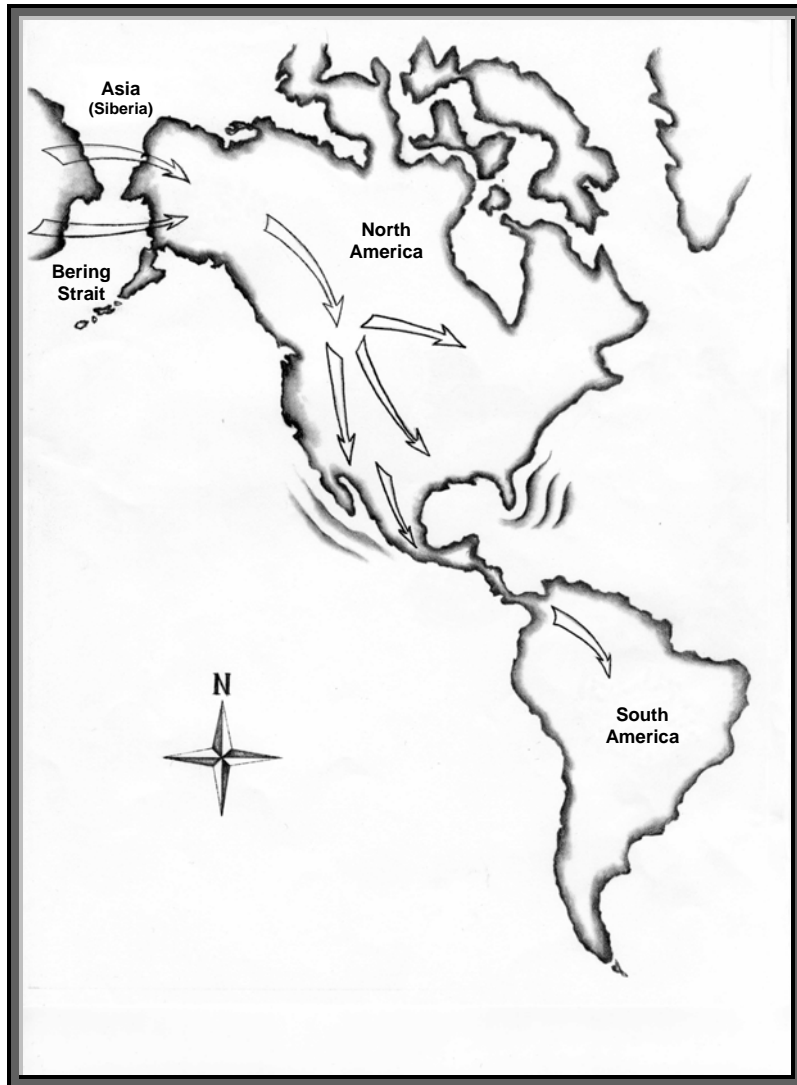 Asia
(Siberia)
North
America
Bering
Strait
N
South
America